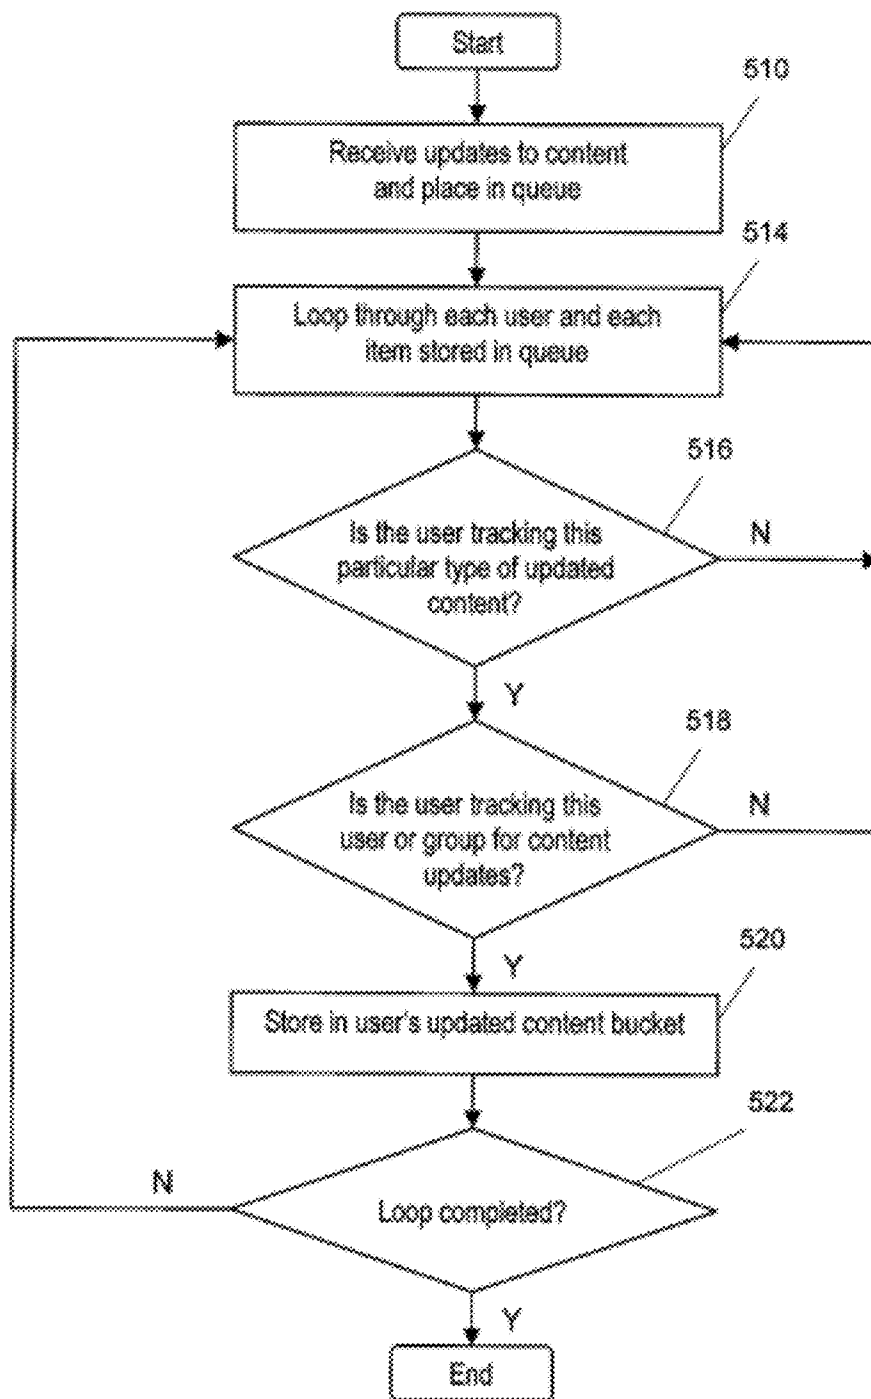 Start
510
Receive updates to content
and place in queue
514
Loop through each user and each
item stored in queue
516
Is the user tracking this
particular type of updated
content?
N
Y
518
Is the user tracking this
user or group for content
updates?
N
Y
520
Store in user's updated content bucket
522
N
Loop completed?
Y
End